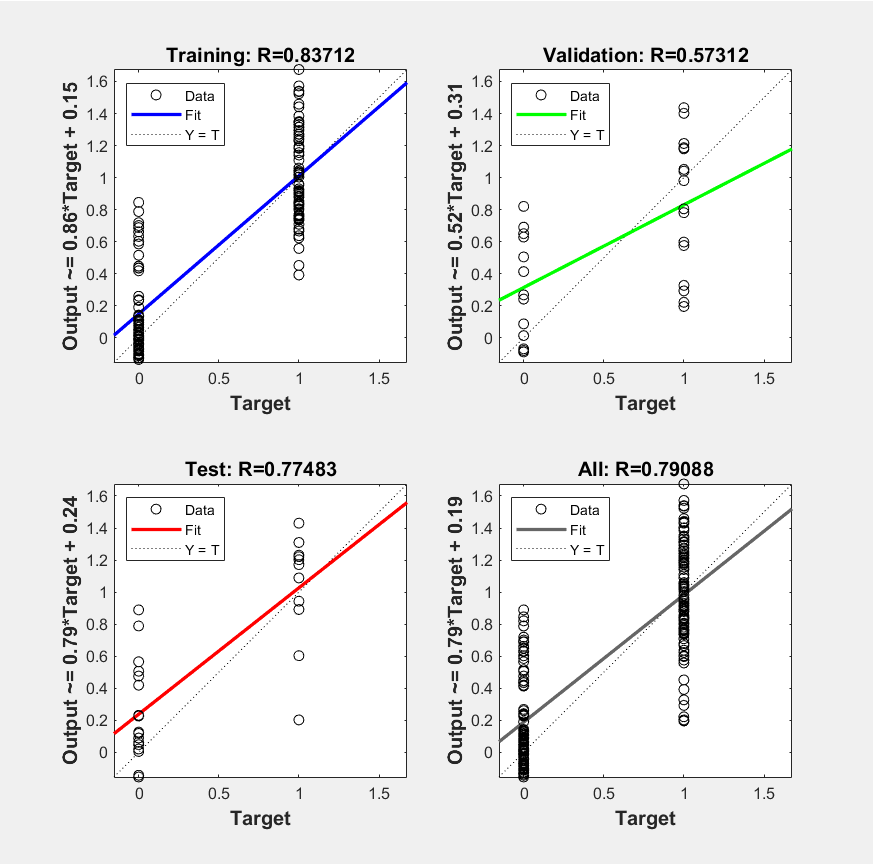 Training: R=0.83712
Output ~= 0.86*Target + 0.15
1.6
1.4
1.2
1
0.8
0.6
0.4
0.2
0
Data
Fit
Y = T
0
0.5
1
1.5
Target
Validation: R=0.57312
Output ~= 0.52*Target + 0.31
1.6
1.4
1.2
1
0.8
0.6
0.4
0.2
0
Data
Fit
Y = T
0
0.5
1
1.5
Target
Test: R=0.77483
Output ~= 0.79*Target + 0.24
1.6
1.4
1.2
1
0.8
0.6
0.4
0.2
0
Data
Fit
Y = T
0
0.5
1
1.5
Target
All: R=0.79088
Output ~= 0.79*Target + 0.19
1.6
1.4
1.2
1
0.8
0.6
0.4
0.2
0
Data
Fit
Y = T
0
0.5
1
1.5
Target